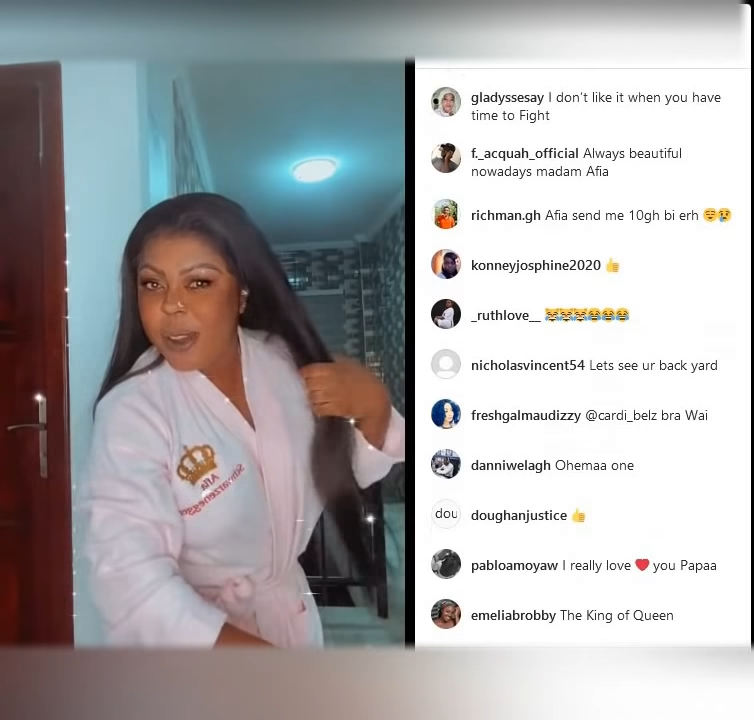 Afia
Schwarzenegger
gladyssesay I don't like it when you have
time to Fight
f._acquah_official Always beautiful
nowadays madam Afia
richman.gh Afia send me 10gh bi erh 😌😢
konneyjosphine2020 👍
_ruthlove__ 😹😹😹😂😂😂
nicholasvincent54 Lets see ur back yard
freshgalmaudizzy @cardi_belz bra Wai
danniwelagh Ohemaa one
dou
doughanjustice 👍
pabloamoyaw I really love ❤️ you Papaa
emeliabrobby The King of Queen